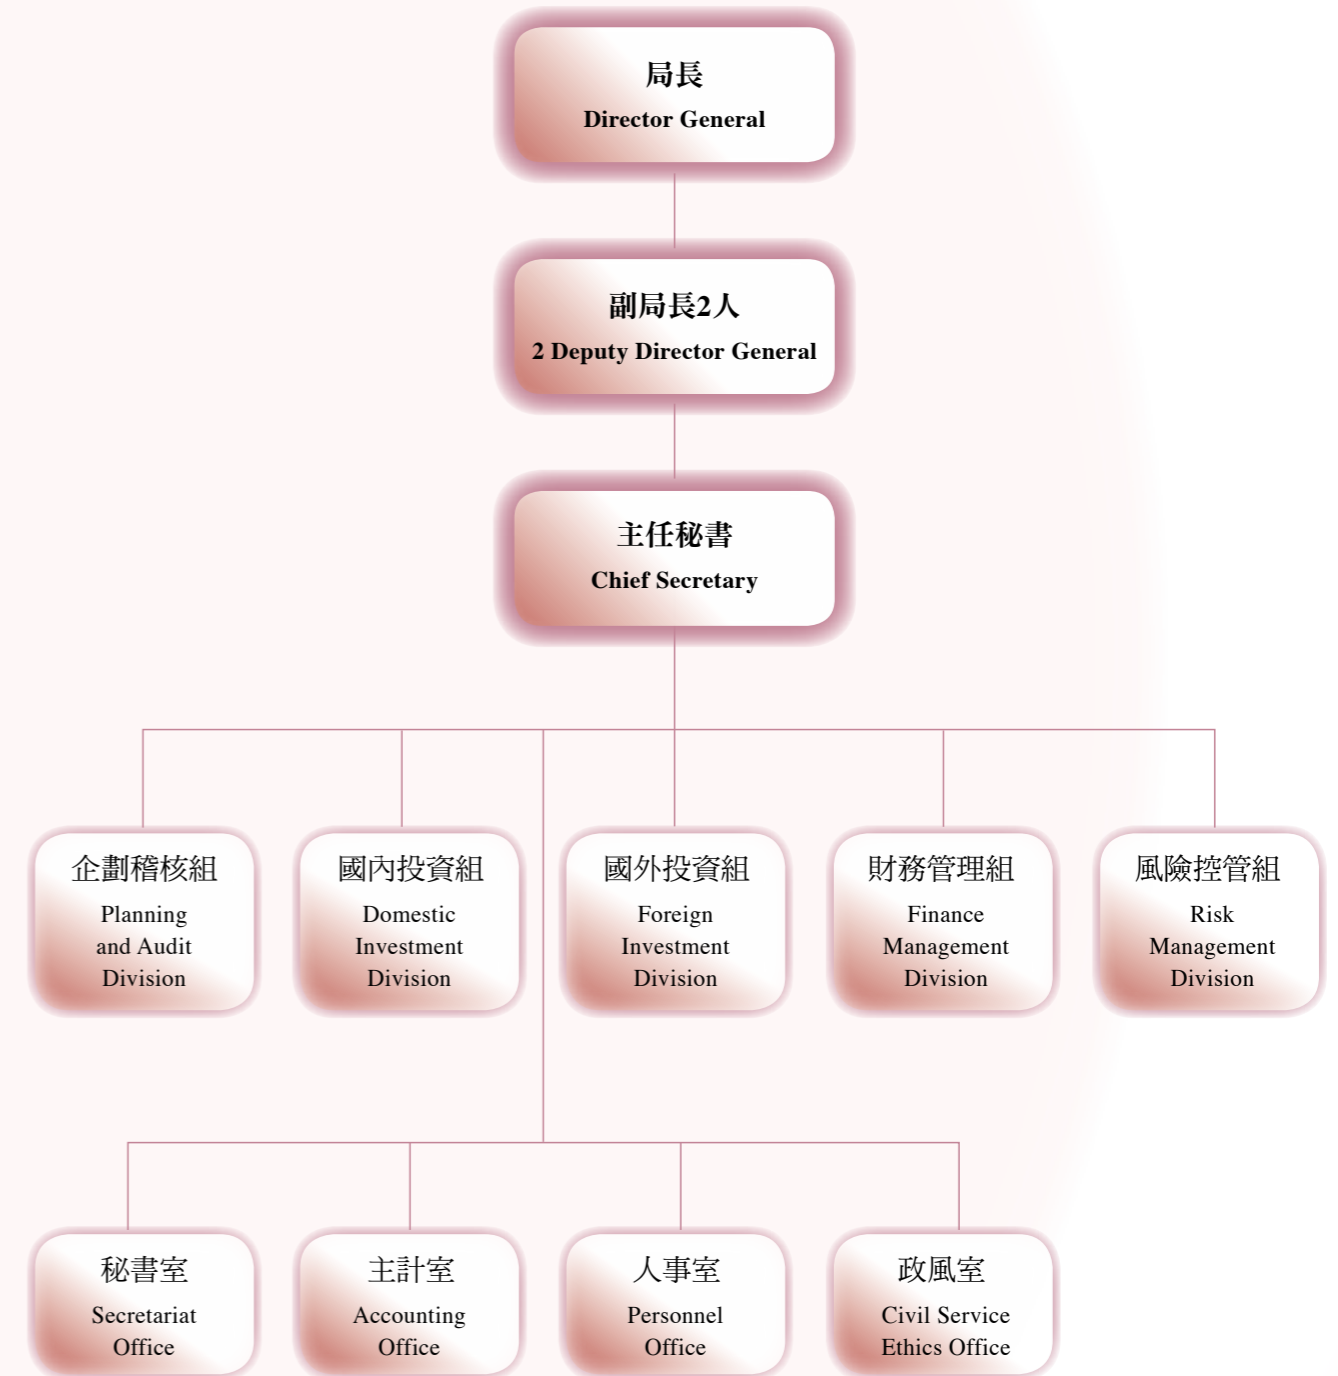 局長
Director General
副局長2人
2 Deputy Director General
主任秘書
Chief Secretary
企劃稽核組
Planning
and Audit
Division
國內投資組
Domestic
Investment
Division
國外投資組
Foreign
Investment
Division
財務管理組
Finance
Management
Division
風險控管組
Risk
Management
Division
秘書室
Secretariat
Office
主計室
Accounting
Office
人事室
Personnel
Office
政風室
Civil Service
Ethics Office